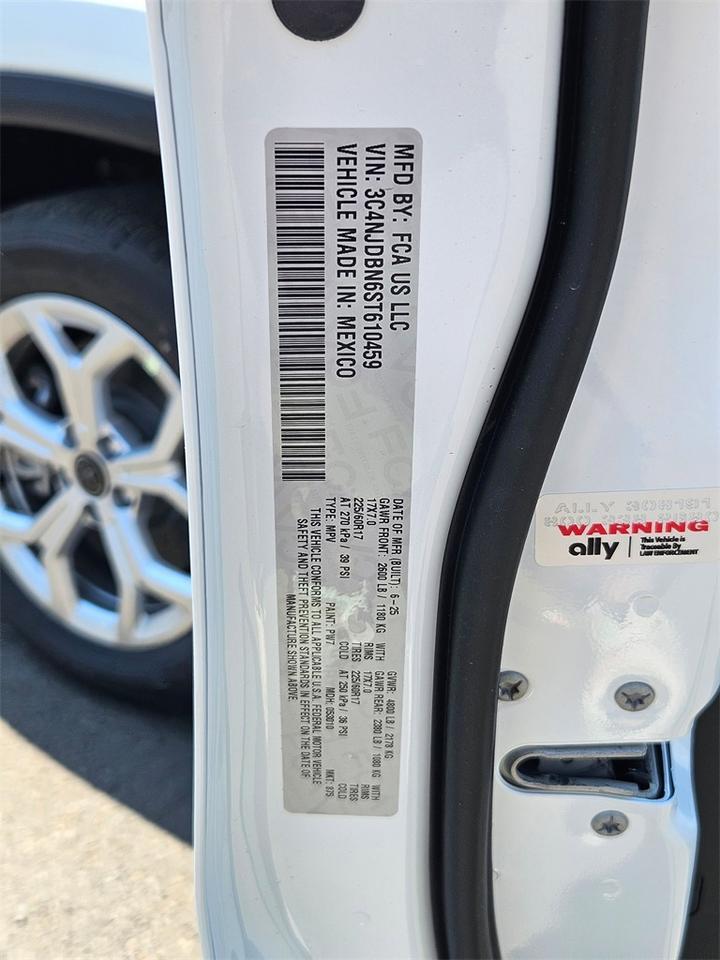 MFD BY: FCA US LLC
VIN: 3C4NJDBN6ST610459
VEHICLE MADE IN: MEXICO
DATE OF MFR (BUILT): 6-25 GVWR: 4800 LB / 2178 KG
GAWR FRONT: 2600 LB / 1180 KG WITH GAWR REAR: 2380 LB / 1080 KG WITH
17X7.0 RIMS 17X7.0 RIMS
225/60R17 TIRES 225/60R17 TIRES
AT 270 kPa / 39 PSI COLD AT 250 kPa / 36 PSI COLD
TYPE: MPV PAINT: PW7 MDH: 053010 MKT: 875
THIS VEHICLE CONFORMS TO ALL APPLICABLE U.S.A. FEDERAL MOTOR VEHICLE
SAFETY AND THEFT PREVENTION STANDARDS IN EFFECT ON THE DATE OF
MANUFACTURE SHOWN ABOVE.
WARNING
ally
This Vehicle is
Traceable By
LAW ENFORCEMENT